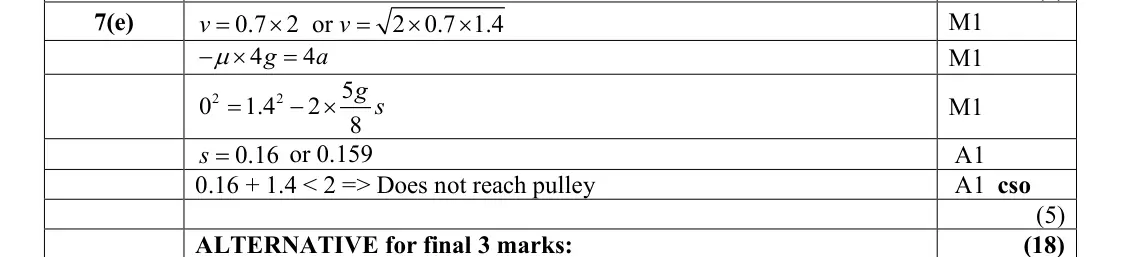 7(e) v = 0.7 × 2 or v = √2 × 0.7 × 1.4 M1
−μ × 4g = 4a M1
0² = 1.4² − 2 × 5g/8 s M1
s = 0.16 or 0.159 A1
0.16 + 1.4 < 2 => Does not reach pulley A1 cso
(5)
ALTERNATIVE for final 3 marks: (18)